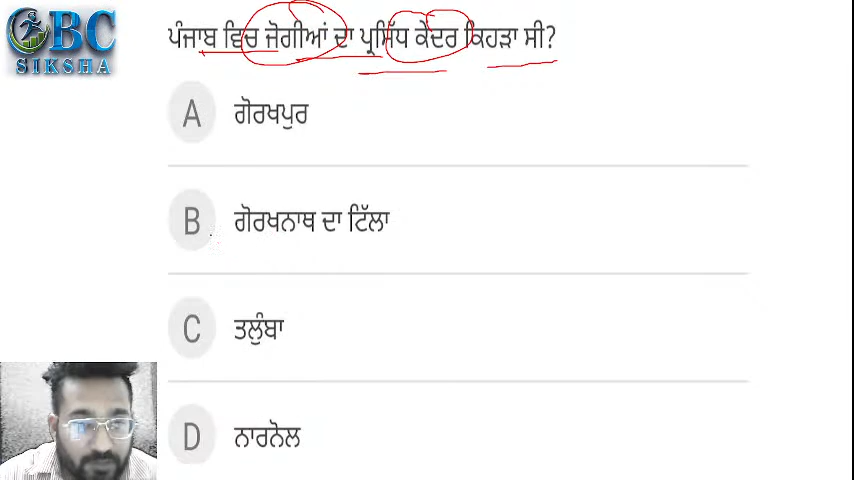 BC
SIKSHA
ਪੰਜਾਬ ਵਿਚ ਜੋਗੀਆਂ ਦਾ ਪ੍ਰਸਿੱਧ ਕੇਂਦਰ ਕਿਹੜਾ ਸੀ?
A ਗੋਰਖਪੁਰ
B ਗੋਰਖਨਾਥ ਦਾ ਟਿੱਲਾ
C ਤਲੁੰਬਾ
D ਨਾਰਨੋਲ